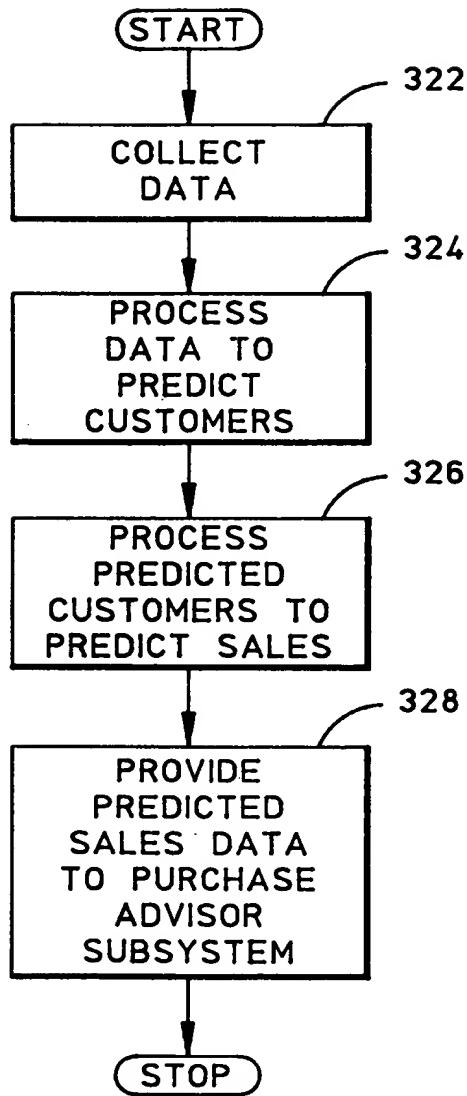 START
322
COLLECT
DATA
324
PROCESS
DATA TO
PREDICT
CUSTOMERS
326
PROCESS
PREDICTED
CUSTOMERS TO
PREDICT SALES
328
PROVIDE
PREDICTED
SALES DATA
TO PURCHASE
ADVISOR
SUBSYSTEM
STOP